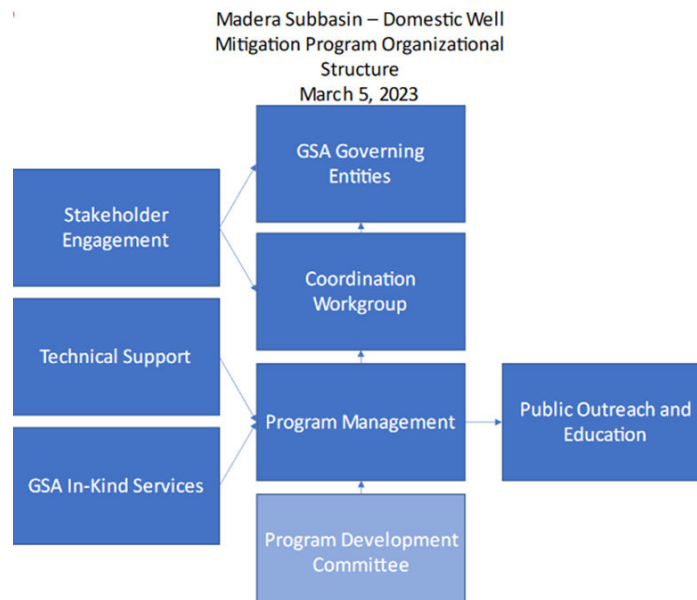 Madera Subbasin – Domestic Well
Mitigation Program Organizational
Structure
March 5, 2023
GSA Governing
Entities
Stakeholder
Engagement
Coordination
Workgroup
Technical Support
Program Management
Public Outreach and
Education
GSA In-Kind Services
Program Development
Committee